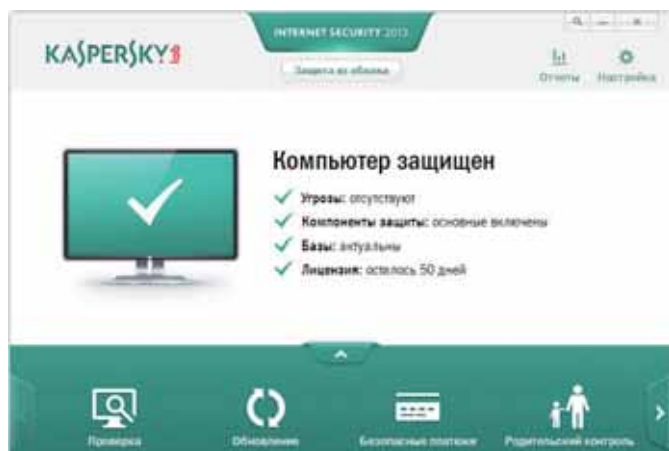 KASPERSKY
INTERNET SECURITY 2013
Защита из облака
Отчеты
Настройка
Компьютер защищен
Угрозы: отсутствуют
Компоненты защиты: основные включены
Базы: актуальны
Лицензия: осталось 50 дней
Проверка
Обновление
Безопасные платежи
Родительский контроль